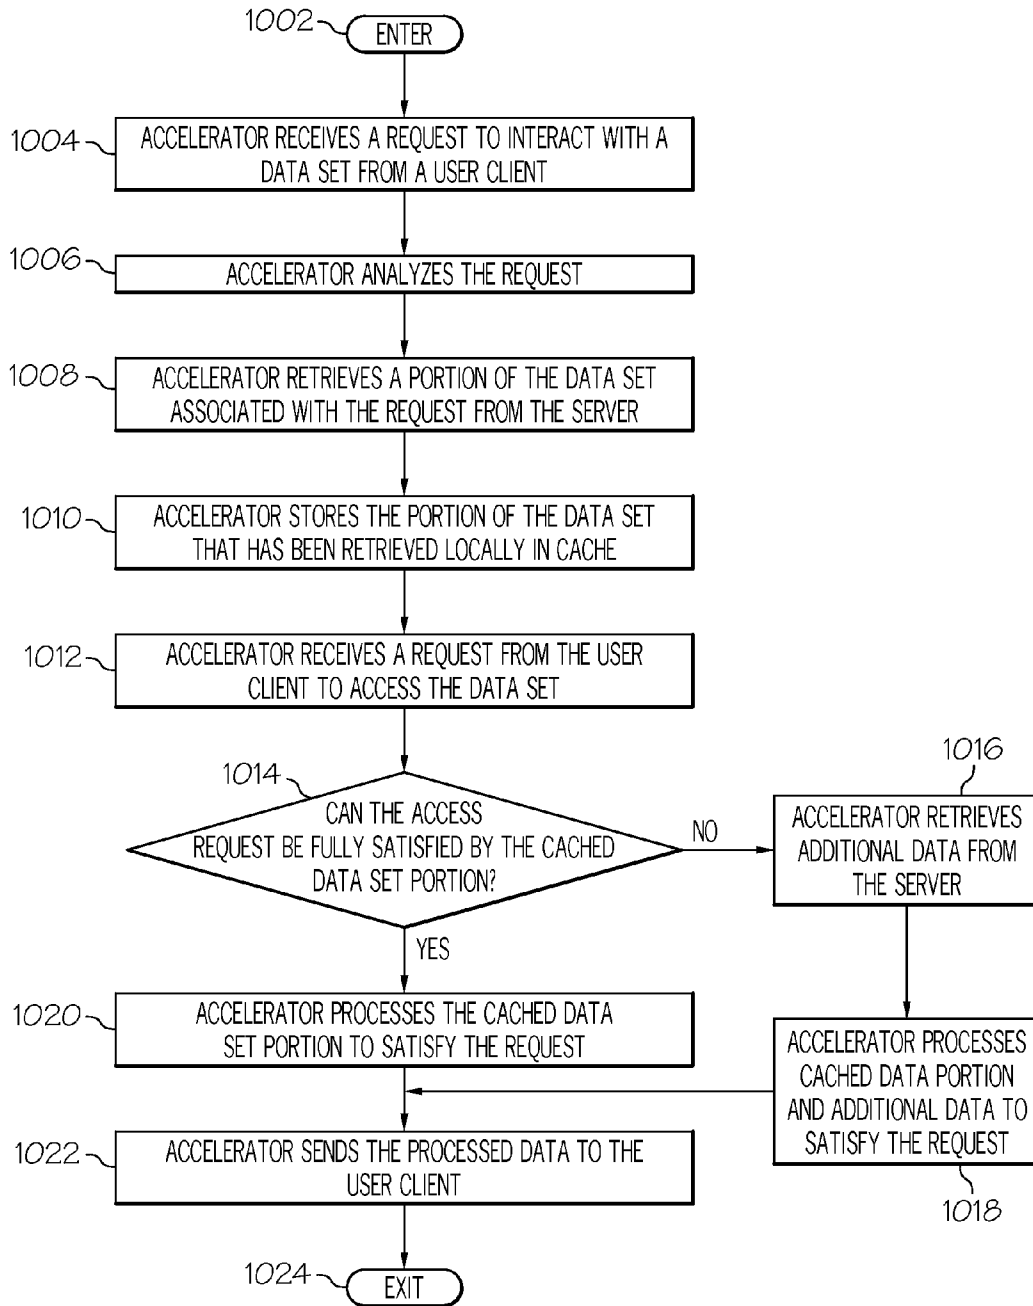 1002
ENTER
1004
ACCELERATOR RECEIVES A REQUEST TO INTERACT WITH A
DATA SET FROM A USER CLIENT
1006
ACCELERATOR ANALYZES THE REQUEST
1008
ACCELERATOR RETRIEVES A PORTION OF THE DATA SET
ASSOCIATED WITH THE REQUEST FROM THE SERVER
1010
ACCELERATOR STORES THE PORTION OF THE DATA SET
THAT HAS BEEN RETRIEVED LOCALLY IN CACHE
1012
ACCELERATOR RECEIVES A REQUEST FROM THE USER
CLIENT TO ACCESS THE DATA SET
1014
CAN THE ACCESS
REQUEST BE FULLY SATISFIED BY THE CACHED
DATA SET PORTION?
NO
1016
ACCELERATOR RETRIEVES
ADDITIONAL DATA FROM
THE SERVER
YES
1020
ACCELERATOR PROCESSES THE CACHED DATA
SET PORTION TO SATISFY THE REQUEST
ACCELERATOR PROCESSES
CACHED DATA PORTION
AND ADDITIONAL DATA TO
SATISFY THE REQUEST
1018
1022
ACCELERATOR SENDS THE PROCESSED DATA TO THE
USER CLIENT
1024
EXIT